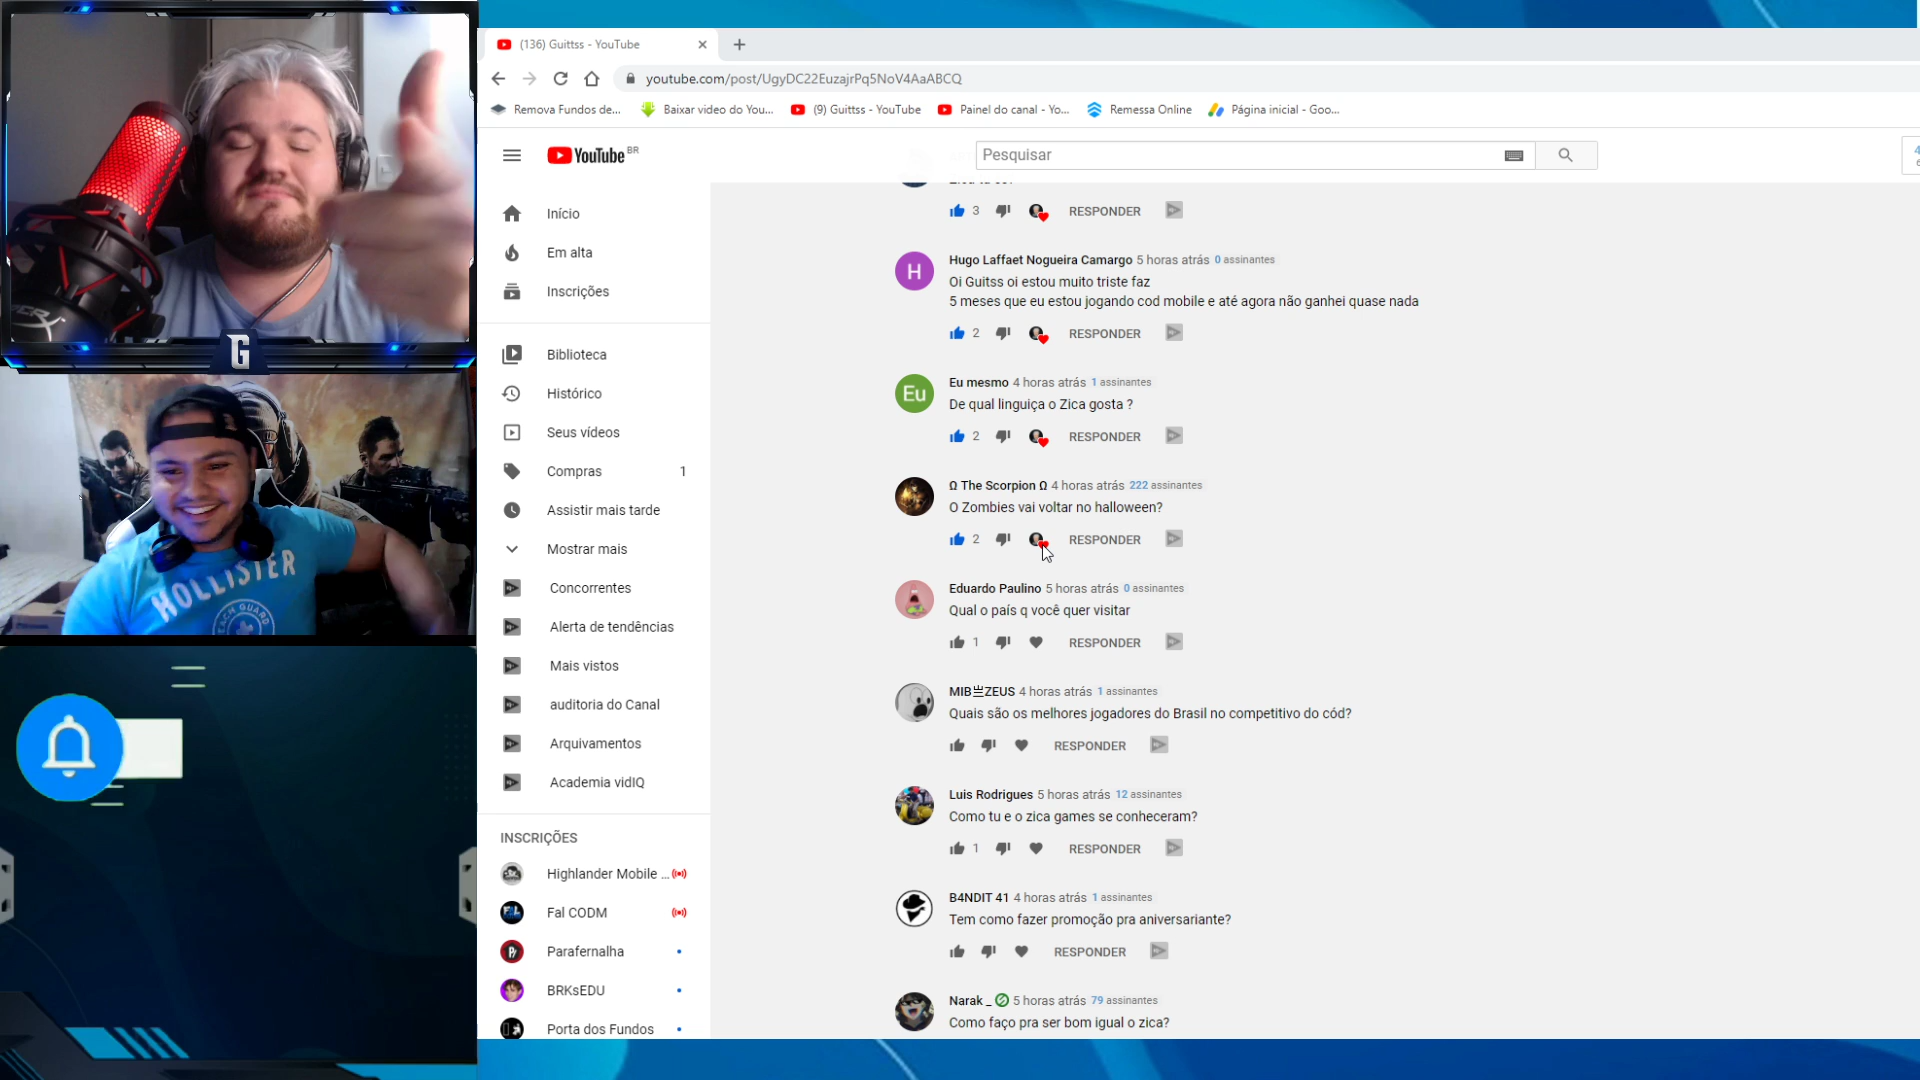 (136) Guittss - YouTube
youtube.com/post/UgyDC22EuzajrPq5NoV4AaABCQ
Remova Fundos de...
Baixar video do You...
(9) Guittss - YouTube
Painel do canal - Yo...
Remessa Online
Página inicial - Goo...
YouTube BR
Pesquisar
Início
Em alta
Inscrições
Biblioteca
Histórico
Seus vídeos
Compras 1
Assistir mais tarde
Mostrar mais
Concorrentes
Alerta de tendências
Mais vistos
auditoria do Canal
Arquivamentos
Academia vidIQ
INSCRIÇÕES
Highlander Mobile ...
Fal CODM
Parafernalha
BRKsEDU
Porta dos Fundos
3 RESPONDER
H
Hugo Laffaet Nogueira Camargo 5 horas atrás 0 assinantes
Oi Guitss oi estou muito triste faz
5 meses que eu estou jogando cod mobile e até agora não ganhei quase nada
2 RESPONDER
Eu
Eu mesmo 4 horas atrás 1 assinantes
De qual linguiça o Zica gosta ?
2 RESPONDER
Ω The Scorpion Ω 4 horas atrás 222 assinantes
O Zombies vai voltar no halloween?
2 RESPONDER
Eduardo Paulino 5 horas atrás 0 assinantes
Qual o país q você quer visitar
1 RESPONDER
4 horas atrás 1 assinantes
Quais são os melhores jogadores do Brasil no competitivo do cód?
RESPONDER
Luis Rodrigues 5 horas atrás 12 assinantes
Como tu e o zica games se conheceram?
1 RESPONDER
B4NDIT 41 4 horas atrás 1 assinantes
Tem como fazer promoção pra aniversariante?
RESPONDER
Narak _ 5 horas atrás 79 assinantes
Como faço pra ser bom igual o zica?
G
HOLLISTER